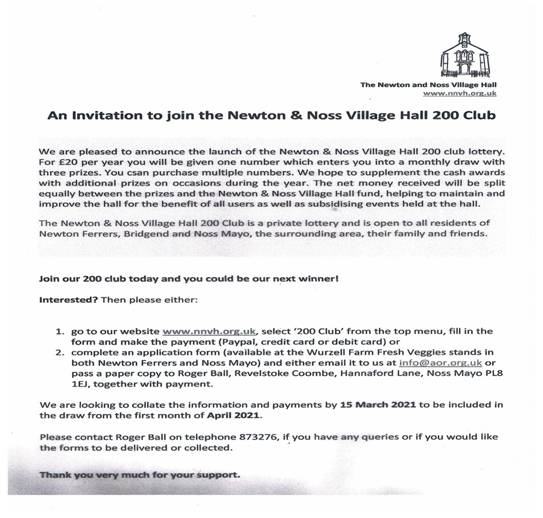 The Newton and Noss Village Hall
www.nnvh.org.uk
An Invitation to join the Newton & Noss Village Hall 200 Club
We are pleased to announce the launch of the Newton & Noss Village Hall 200 club lottery.
For £20 per year you will be given one number which enters you into a monthly draw with
three prizes. You csan purchase multiple numbers. We hope to supplement the cash awards
with additional prizes on occasions during the year. The net money received will be split
equally between the prizes and the Newton & Noss Village Hall fund, helping to maintain and
improve the hall for the benefit of all users as well as subsidising events held at the hall.
The Newton & Noss Village Hall 200 Club is a private lottery and is open to all residents of
Newton Ferrers, Bridgend and Noss Mayo, the surrounding area, their family and friends.
Join our 200 club today and you could be our next winner!
Interested? Then please either:
1. go to our website www.nnvh.org.uk, select '200 Club' from the top menu, fill in the
form and make the payment (Paypal, credit card or debit card) or
2. complete an application form (available at the Wurzell Farm Fresh Veggies stands in
both Newton Ferrers and Noss Mayo) and either email it to us at info@aor.org.uk or
pass a paper copy to Roger Ball, Revelstoke Coombe, Hannaford Lane, Noss Mayo PL8
1EJ, together with payment.
We are looking to collate the information and payments by 15 March 2021 to be included in
the draw from the first month of April 2021.
Please contact Roger Ball on telephone 873276, if you have any queries or if you would like
the forms to be delivered or collected.
Thank you very much for your support.